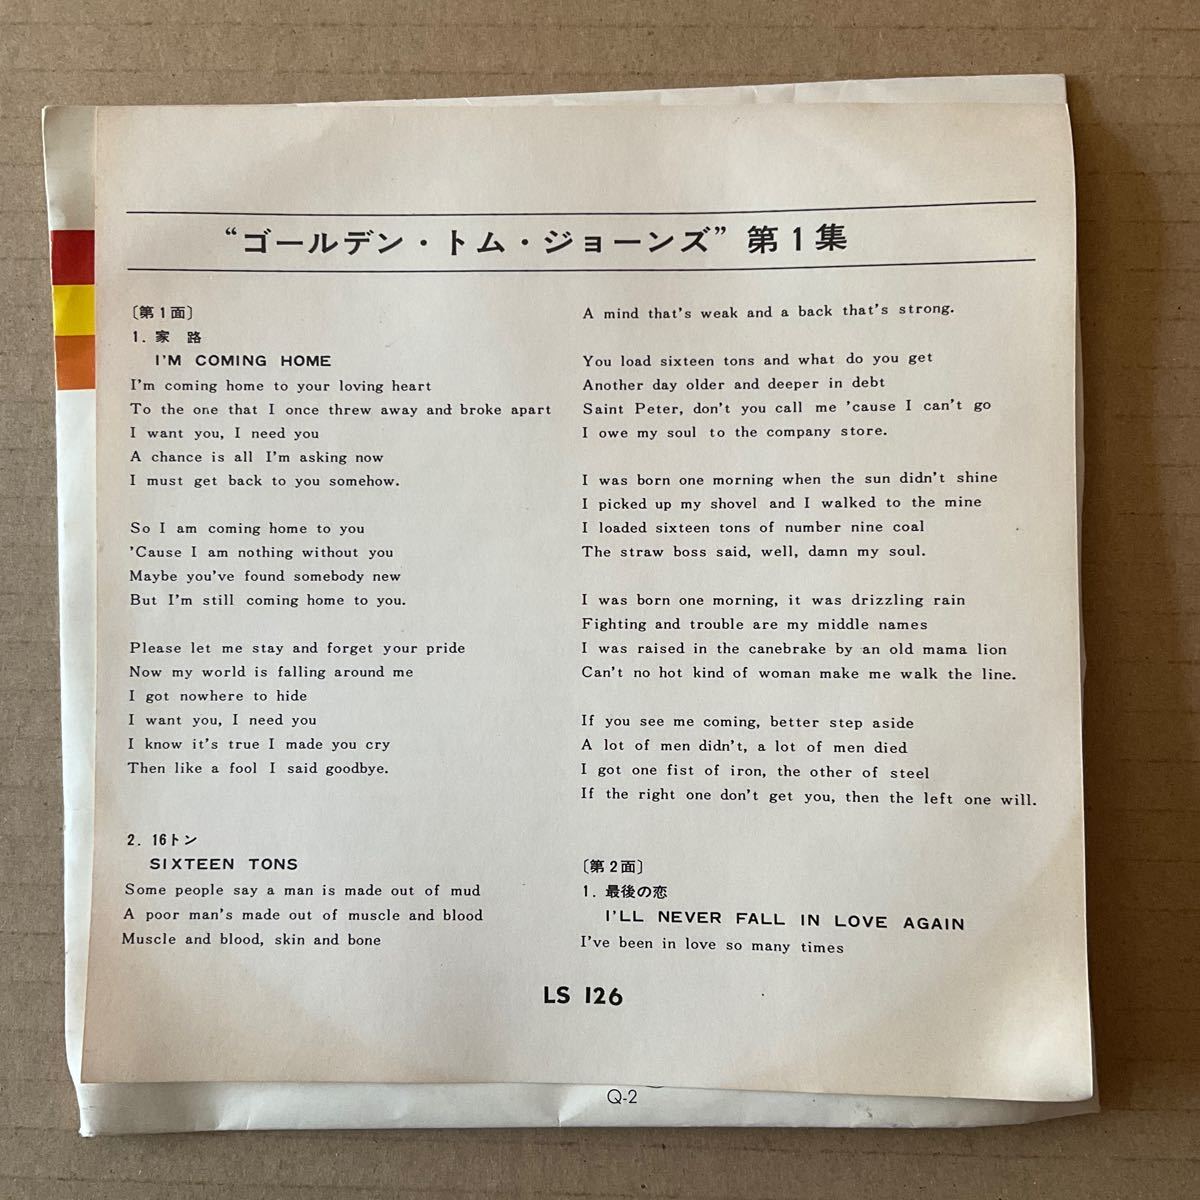 “ゴールデン・トム・ジョーンズ” 第1集
〔第1面〕
1. 家 路
I'M COMING HOME
I'm coming home to your loving heart
To the one that I once threw away and broke apart
I want you, I need you
A chance is all I'm asking now
I must get back to you somehow.
So I am coming home to you
'Cause I am nothing without you
Maybe you've found somebody new
But I'm still coming home to you.
Please let me stay and forget your pride
Now my world is falling around me
I got nowhere to hide
I want you, I need you
I know it's true I made you cry
Then like a fool I said goodbye.
2. 16トン
SIXTEEN TONS
Some people say a man is made out of mud
A poor man's made out of muscle and blood
Muscle and blood, skin and bone
A mind that's weak and a back that's strong.
You load sixteen tons and what do you get
Another day older and deeper in debt
Saint Peter, don't you call me 'cause I can't go
I owe my soul to the company store.
I was born one morning when the sun didn't shine
I picked up my shovel and I walked to the mine
I loaded sixteen tons of number nine coal
The straw boss said, well, damn my soul.
I was born one morning, it was drizzling rain
Fighting and trouble are my middle names
I was raised in the canebrake by an old mama lion
Can't no hot kind of woman make me walk the line.
If you see me coming, better step aside
A lot of men didn't, a lot of men died
I got one fist of iron, the other of steel
If the right one don't get you, then the left one will.
〔第2面〕
1. 最後の恋
I'LL NEVER FALL IN LOVE AGAIN
I've been in love so many times
LS 126
Q-2